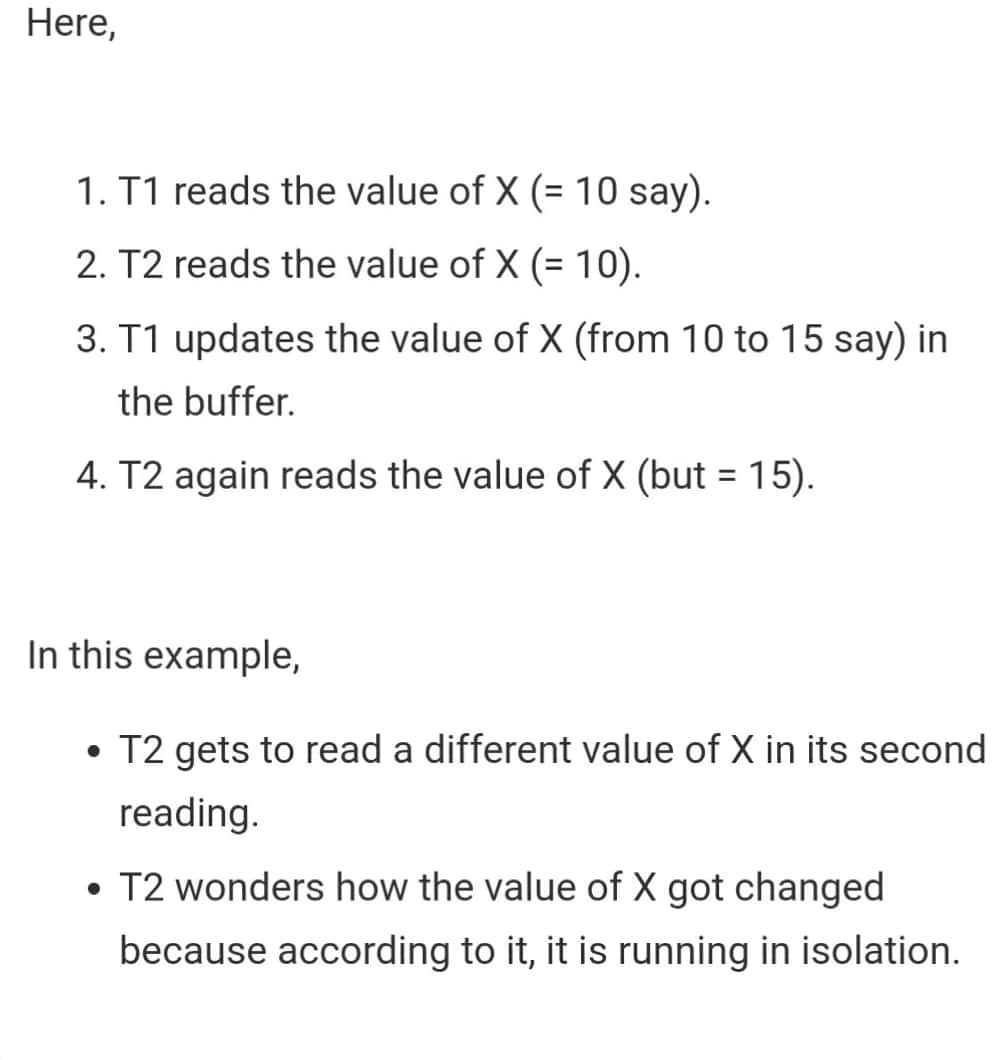 Here,
1. T1 reads the value of X (= 10 say).
2. T2 reads the value of X (= 10).
3. T1 updates the value of X (from 10 to 15 say) in
the buffer.
4. T2 again reads the value of X (but = 15).
In this example,
• T2 gets to read a different value of X in its second
reading.
• T2 wonders how the value of X got changed
because according to it, it is running in isolation.